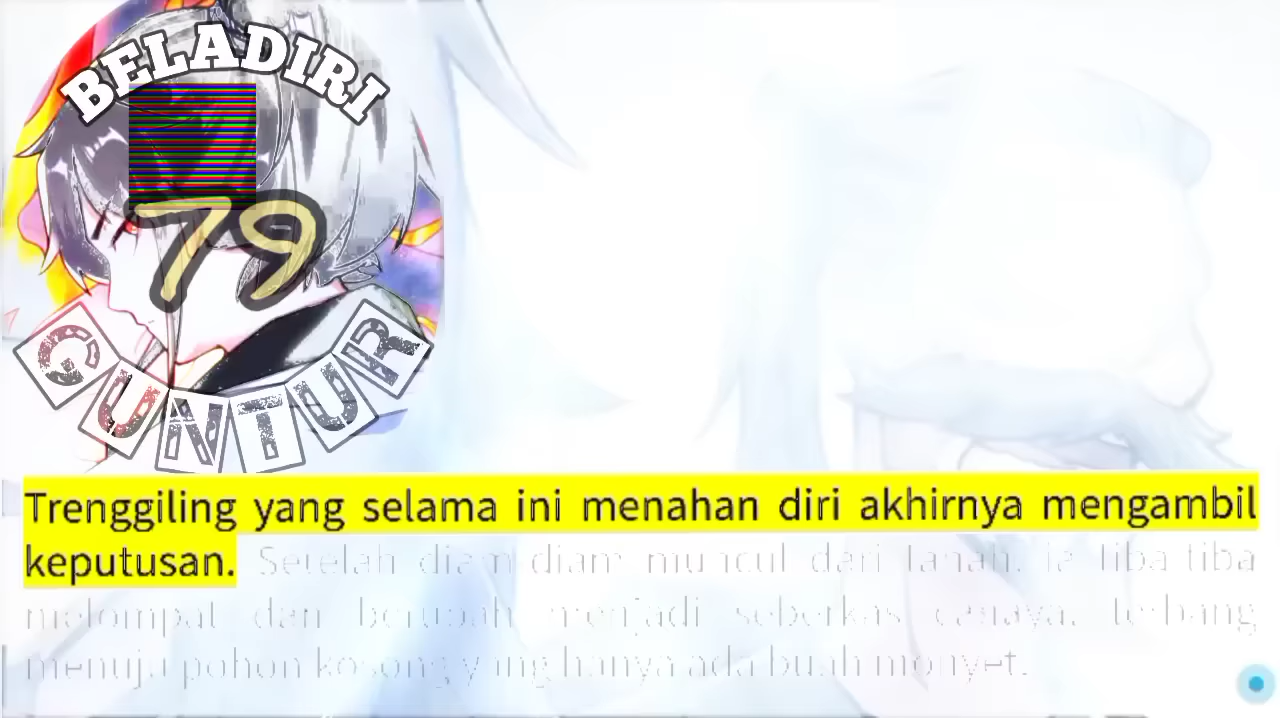 BELADIRI
79
GUNTUR
Trenggiling yang selama ini menahan diri akhirnya mengambil
keputusan. Setelah diam-diam muncul dari tanah, ia tiba-tiba
melompat dan berubah menjadi seberkas cahaya, terbang
menuju pohon kosong yang hanya ada buah monyet.